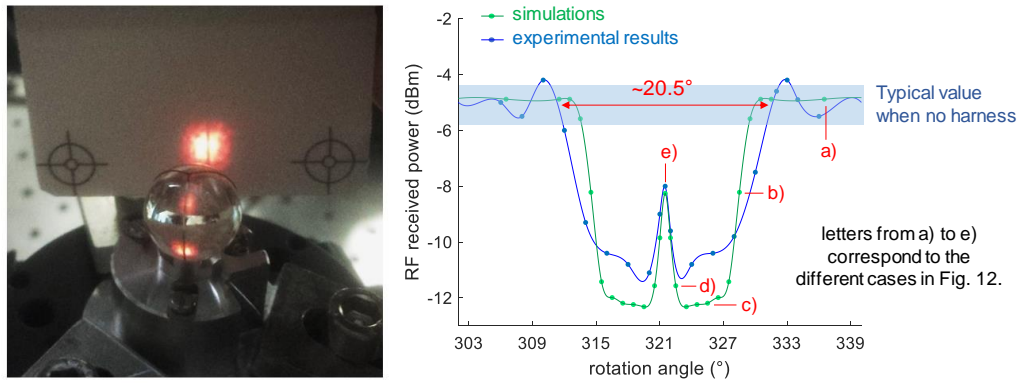 simulations
experimental results
RF received power (dBm)
-2
-4
-6
-8
-10
-12
~20.5°
Typical value
when no harness
a)
e)
b)
d)
c)
letters from a) to e)
correspond to the
different cases in Fig. 12.
303 309 315 321 327 333 339
rotation angle (°)